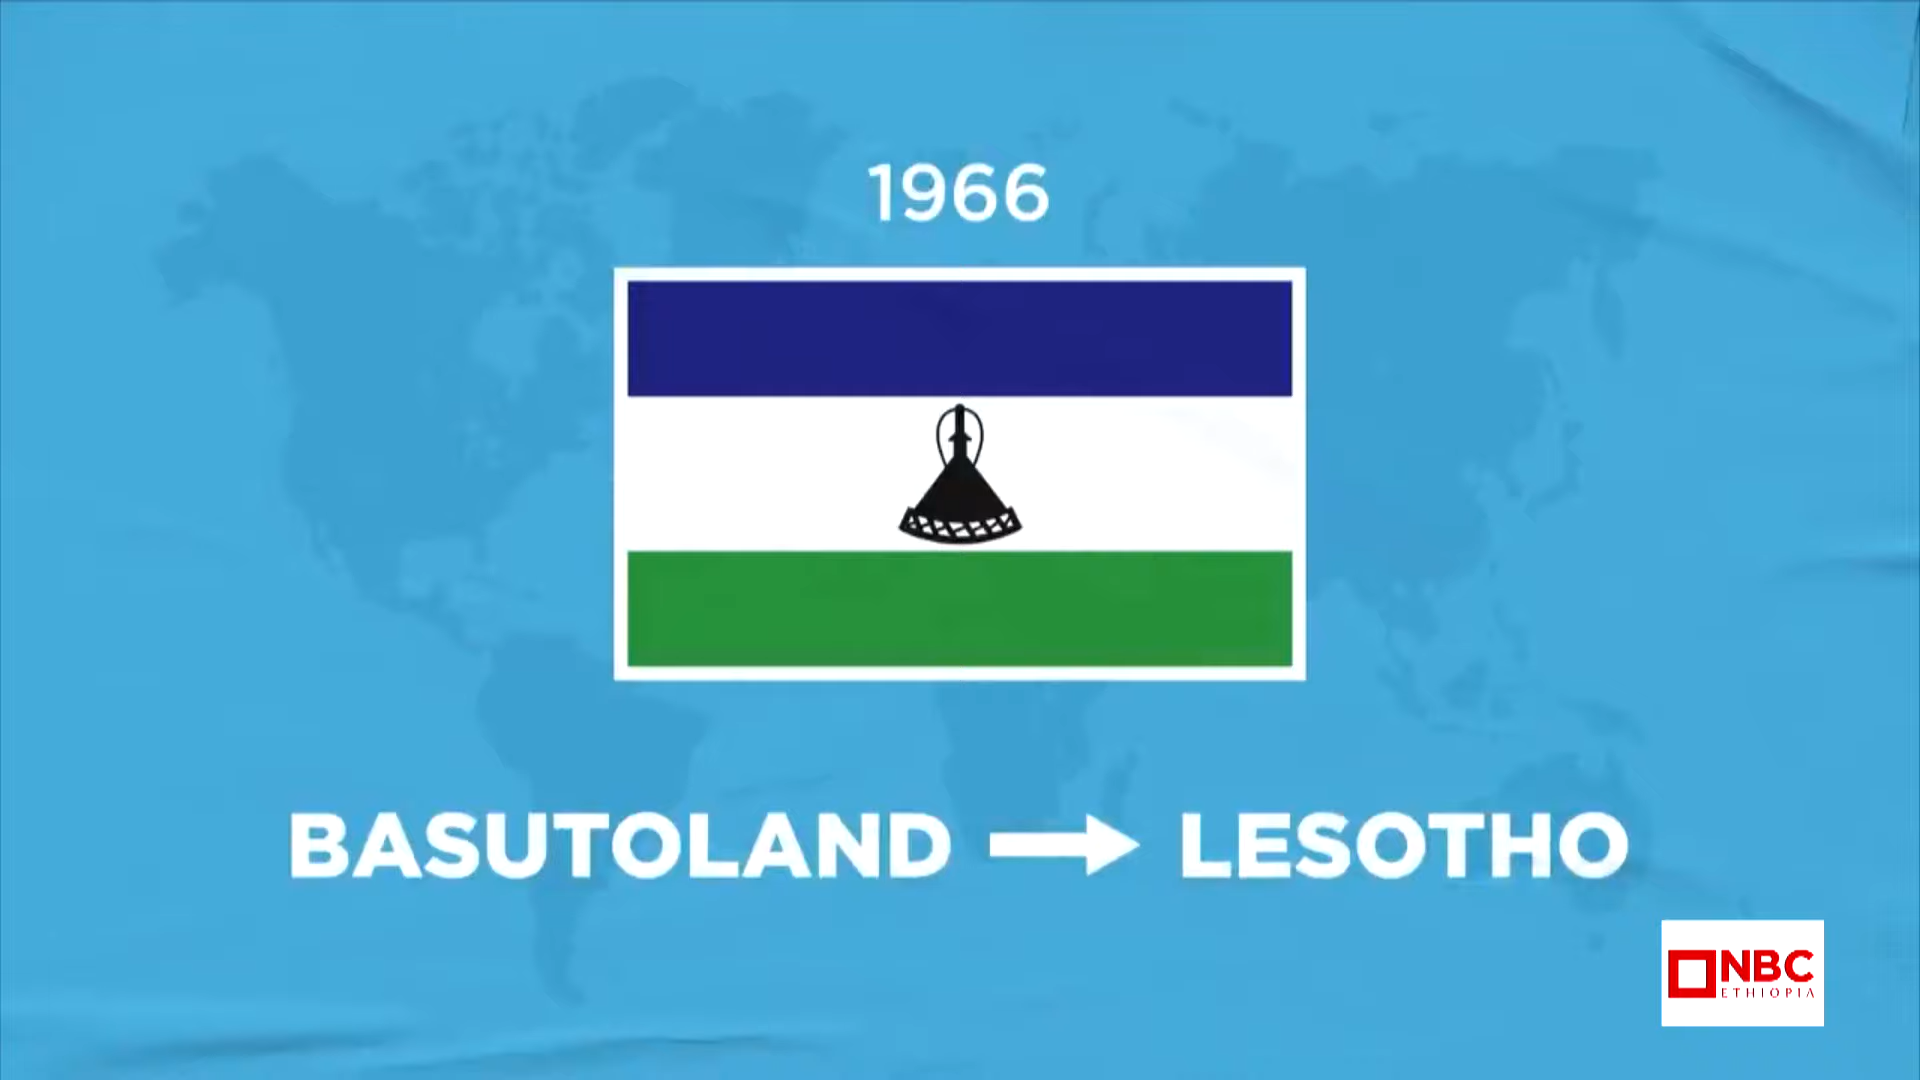 1966
BASUTOLAND → LESOTHO
NBC
ETHIOPIA